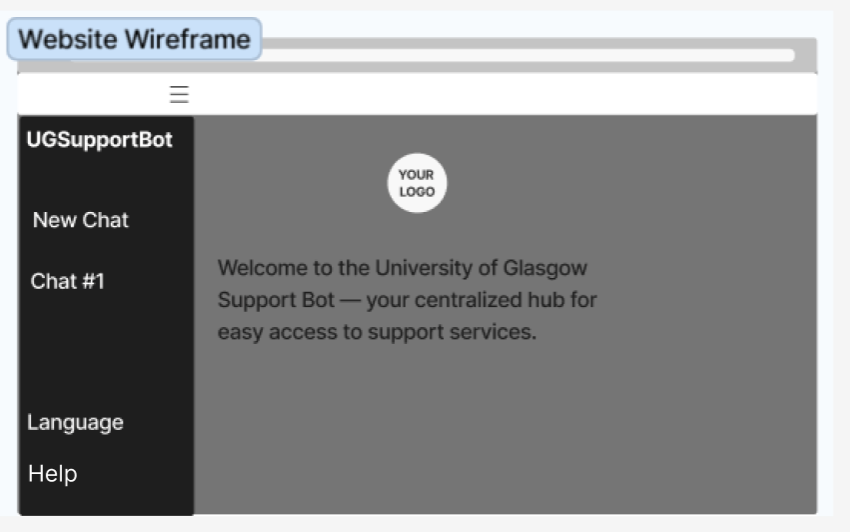 Website Wireframe
UGSupportBot
New Chat
Chat #1
Language
Help
YOUR
LOGO
Welcome to the University of Glasgow
Support Bot — your centralized hub for
easy access to support services.